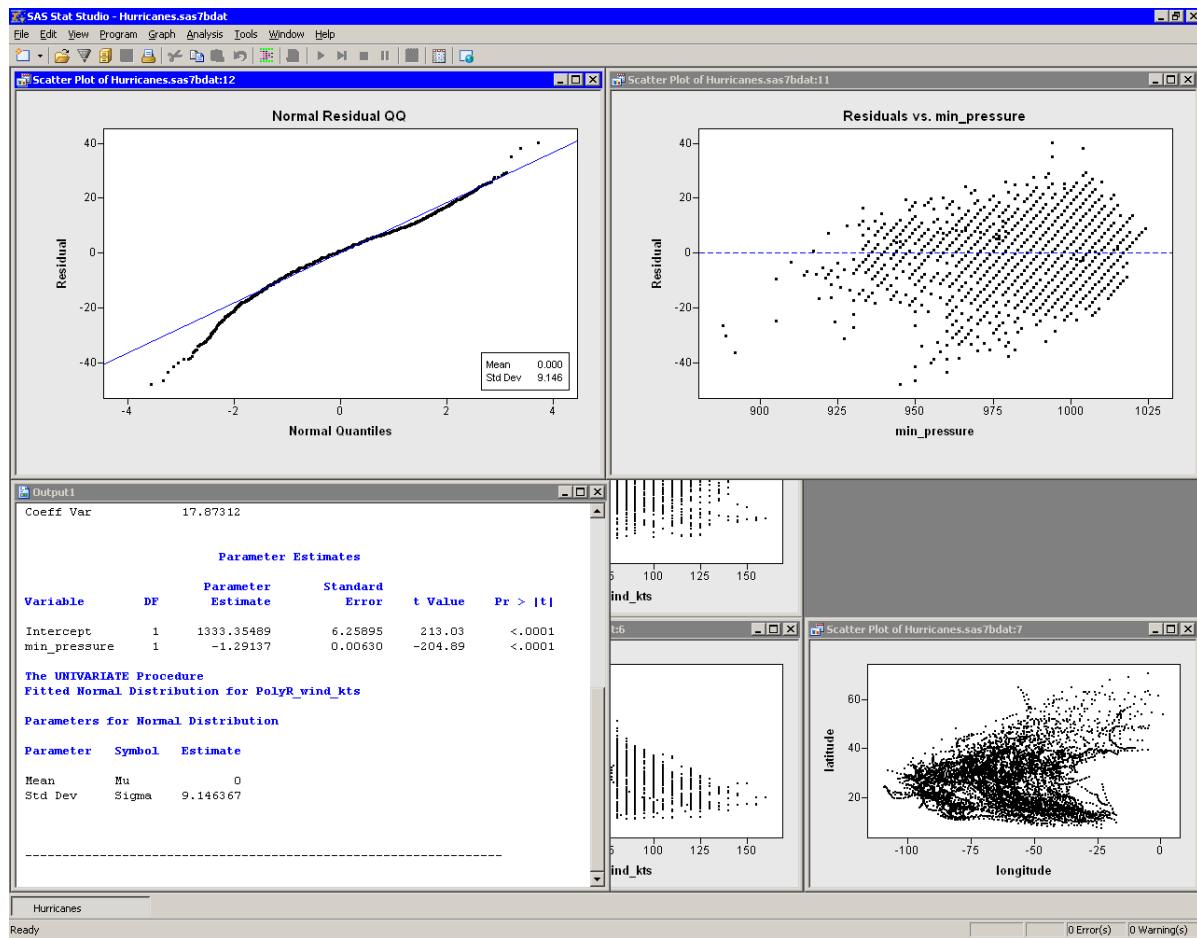 SAS Stat Studio - Hurricanes.sas7bdat
File Edit View Program Graph Analysis Tools Window Help
Scatter Plot of Hurricanes.sas7bdat:12
Normal Residual QQ
40
20
0
-20
-40
Residual
Mean 0.000
Std Dev 9.146
-4 -2 0 2 4
Normal Quantiles
Scatter Plot of Hurricanes.sas7bdat:11
Residuals vs. min_pressure
40
20
0
-20
-40
Residual
900 925 950 975 1000 1025
min_pressure
Output1
Coeff Var 17.87312
Parameter Estimates
Parameter Standard
Variable DF Estimate Error t Value Pr > |t|
Intercept 1 1333.35489 6.25895 213.03 <.0001
min_pressure 1 -1.29137 0.00630 -204.89 <.0001
The UNIVARIATE Procedure
Fitted Normal Distribution for PolyR_wind_kts
Parameters for Normal Distribution
Parameter Symbol Estimate
Mean Mu 0
Std Dev Sigma 9.146367
100 125 150
ind_kts
t:6
100 125 150
ind_kts
Scatter Plot of Hurricanes.sas7bdat:7
60
40
20
latitude
-100 -75 -50 -25 0
longitude
Hurricanes
Ready
0 Error(s) 0 Warning(s)